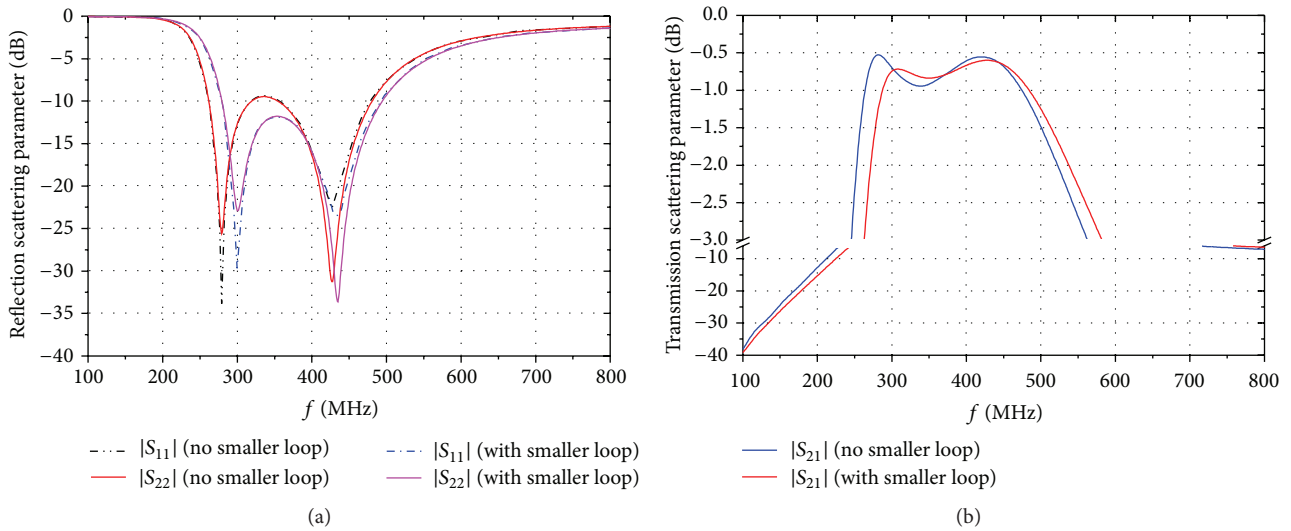 0
−5
−10
−15
−20
−25
−30
−35
−40
Reflection scattering parameter (dB)
100 200 300 400 500 600 700 800
f (MHz)
|S11| (no smaller loop)
|S22| (no smaller loop)
|S11| (with smaller loop)
|S22| (with smaller loop)
(a)
0.0
−0.5
−1.0
−1.5
−2.0
−2.5
−3.0
−10
−20
−30
−40
Transmission scattering parameter (dB)
100 200 300 400 500 600 700 800
f (MHz)
|S21| (no smaller loop)
|S21| (with smaller loop)
(b)